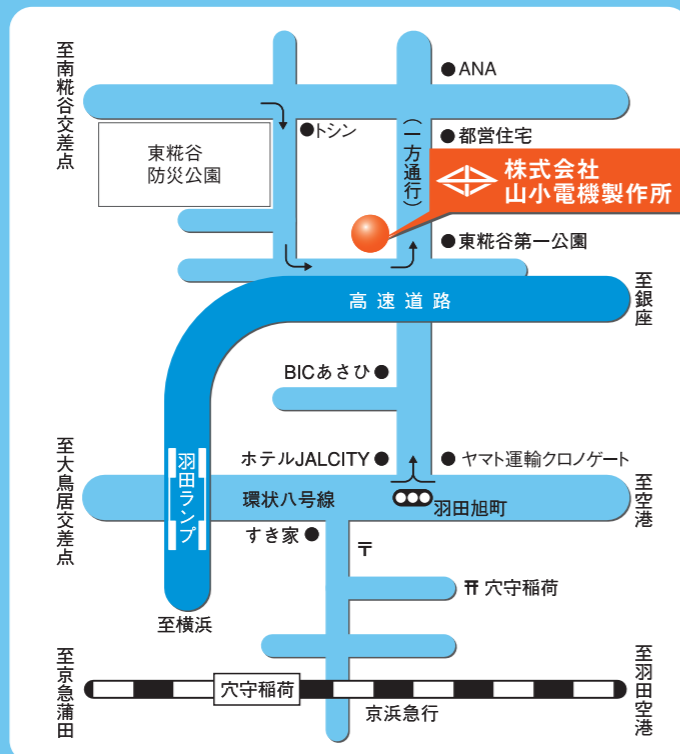 至南糀谷交差点
ANA
トシン
都営住宅
東糀谷
防災公園
(一方通行)
株式会社
山小電機製作所
東糀谷第一公園
高速道路
至銀座
BICあさひ
至大鳥居交差点
羽田ランプ
ホテルJALCITY
ヤマト運輸クロノゲート
環状八号線
羽田旭町
至空港
すき家
〒
穴守稲荷
至横浜
至京急蒲田
穴守稲荷
京浜急行
至羽田空港